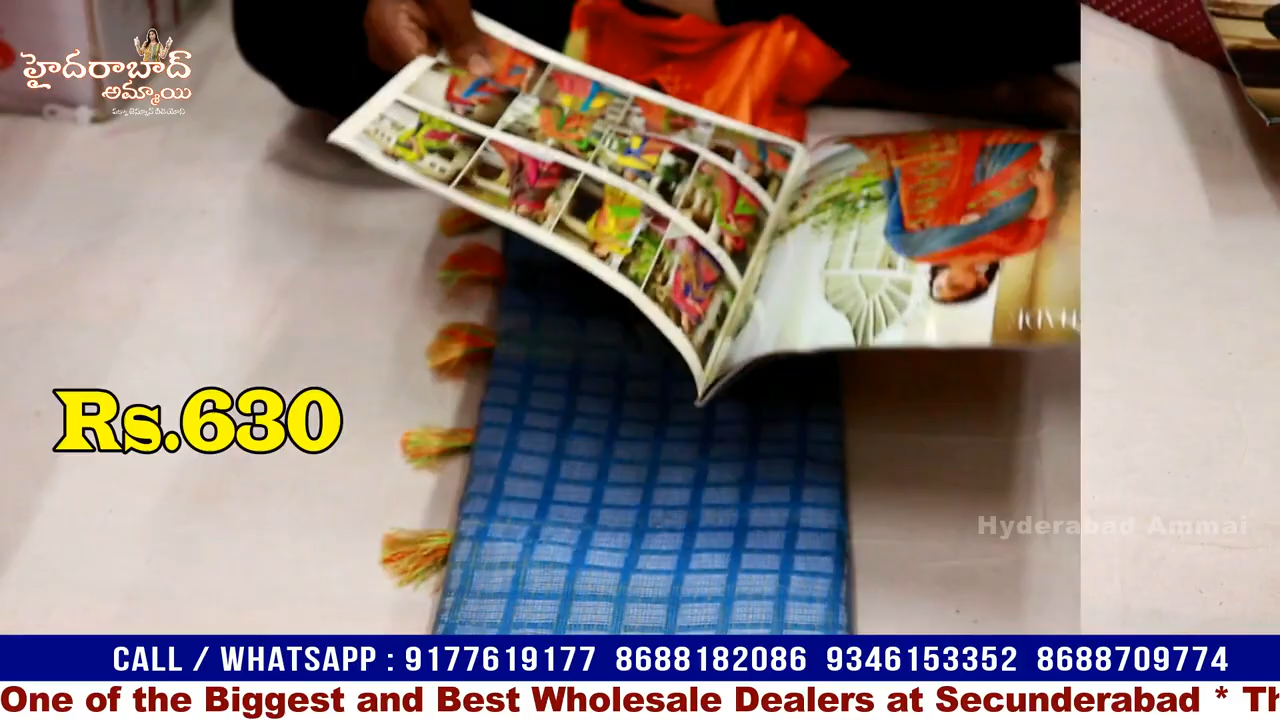 హైదరాబాద్
అమ్మాయి
Rs.630
Hyderabad Ammai
CALL / WHATSAPP : 9177619177 8688182086 9346153352 8688709774
One of the Biggest and Best Wholesale Dealers at Secunderabad * Th